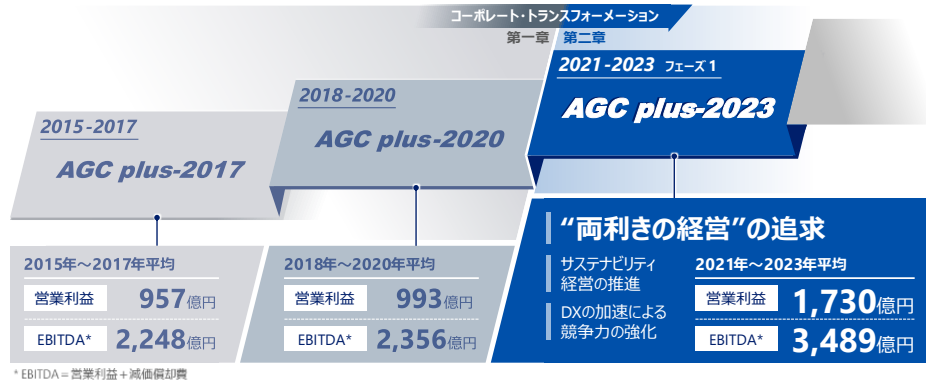 コーポレート・トランスフォーメーション
第一章 第二章
2015-2017
AGC plus-2017
2018-2020
AGC plus-2020
2021-2023 フェーズ1
AGC plus-2023
2015年～2017年平均
営業利益 957億円
EBITDA* 2,248億円
2018年～2020年平均
営業利益 993億円
EBITDA* 2,356億円
“両利きの経営”の追求
サステナビリティ
経営の推進
DXの加速による
競争力の強化
2021年～2023年平均
営業利益 1,730億円
EBITDA* 3,489億円
* EBITDA＝営業利益＋減価償却費